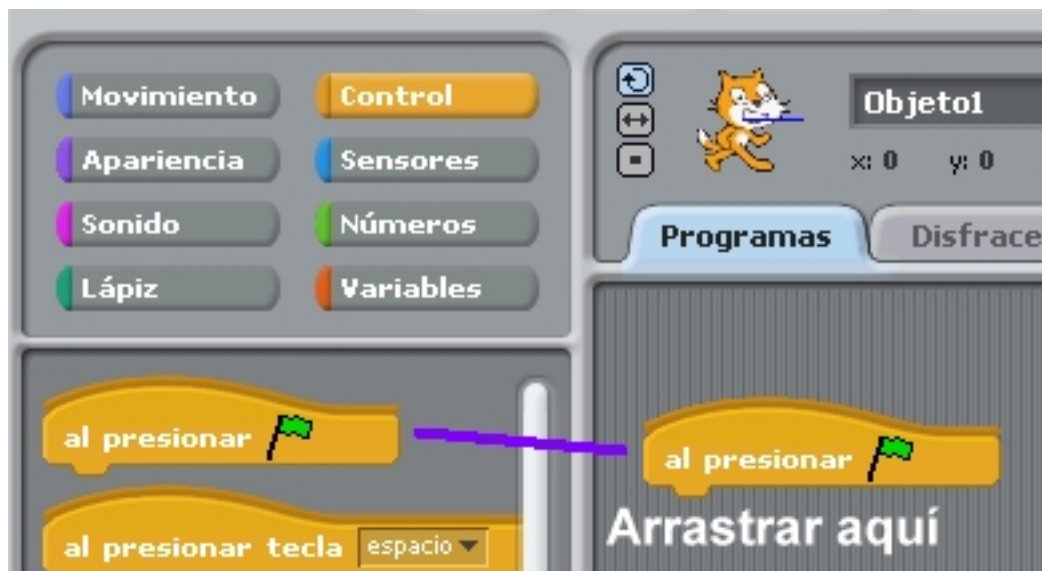 Movimiento
Control
Apariencia
Sensores
Sonido
Números
Lápiz
Variables
Objeto1
x: 0 y: 0
Programas
Disfrace
al presionar
al presionar tecla espacio
al presionar
Arrastrar aquí